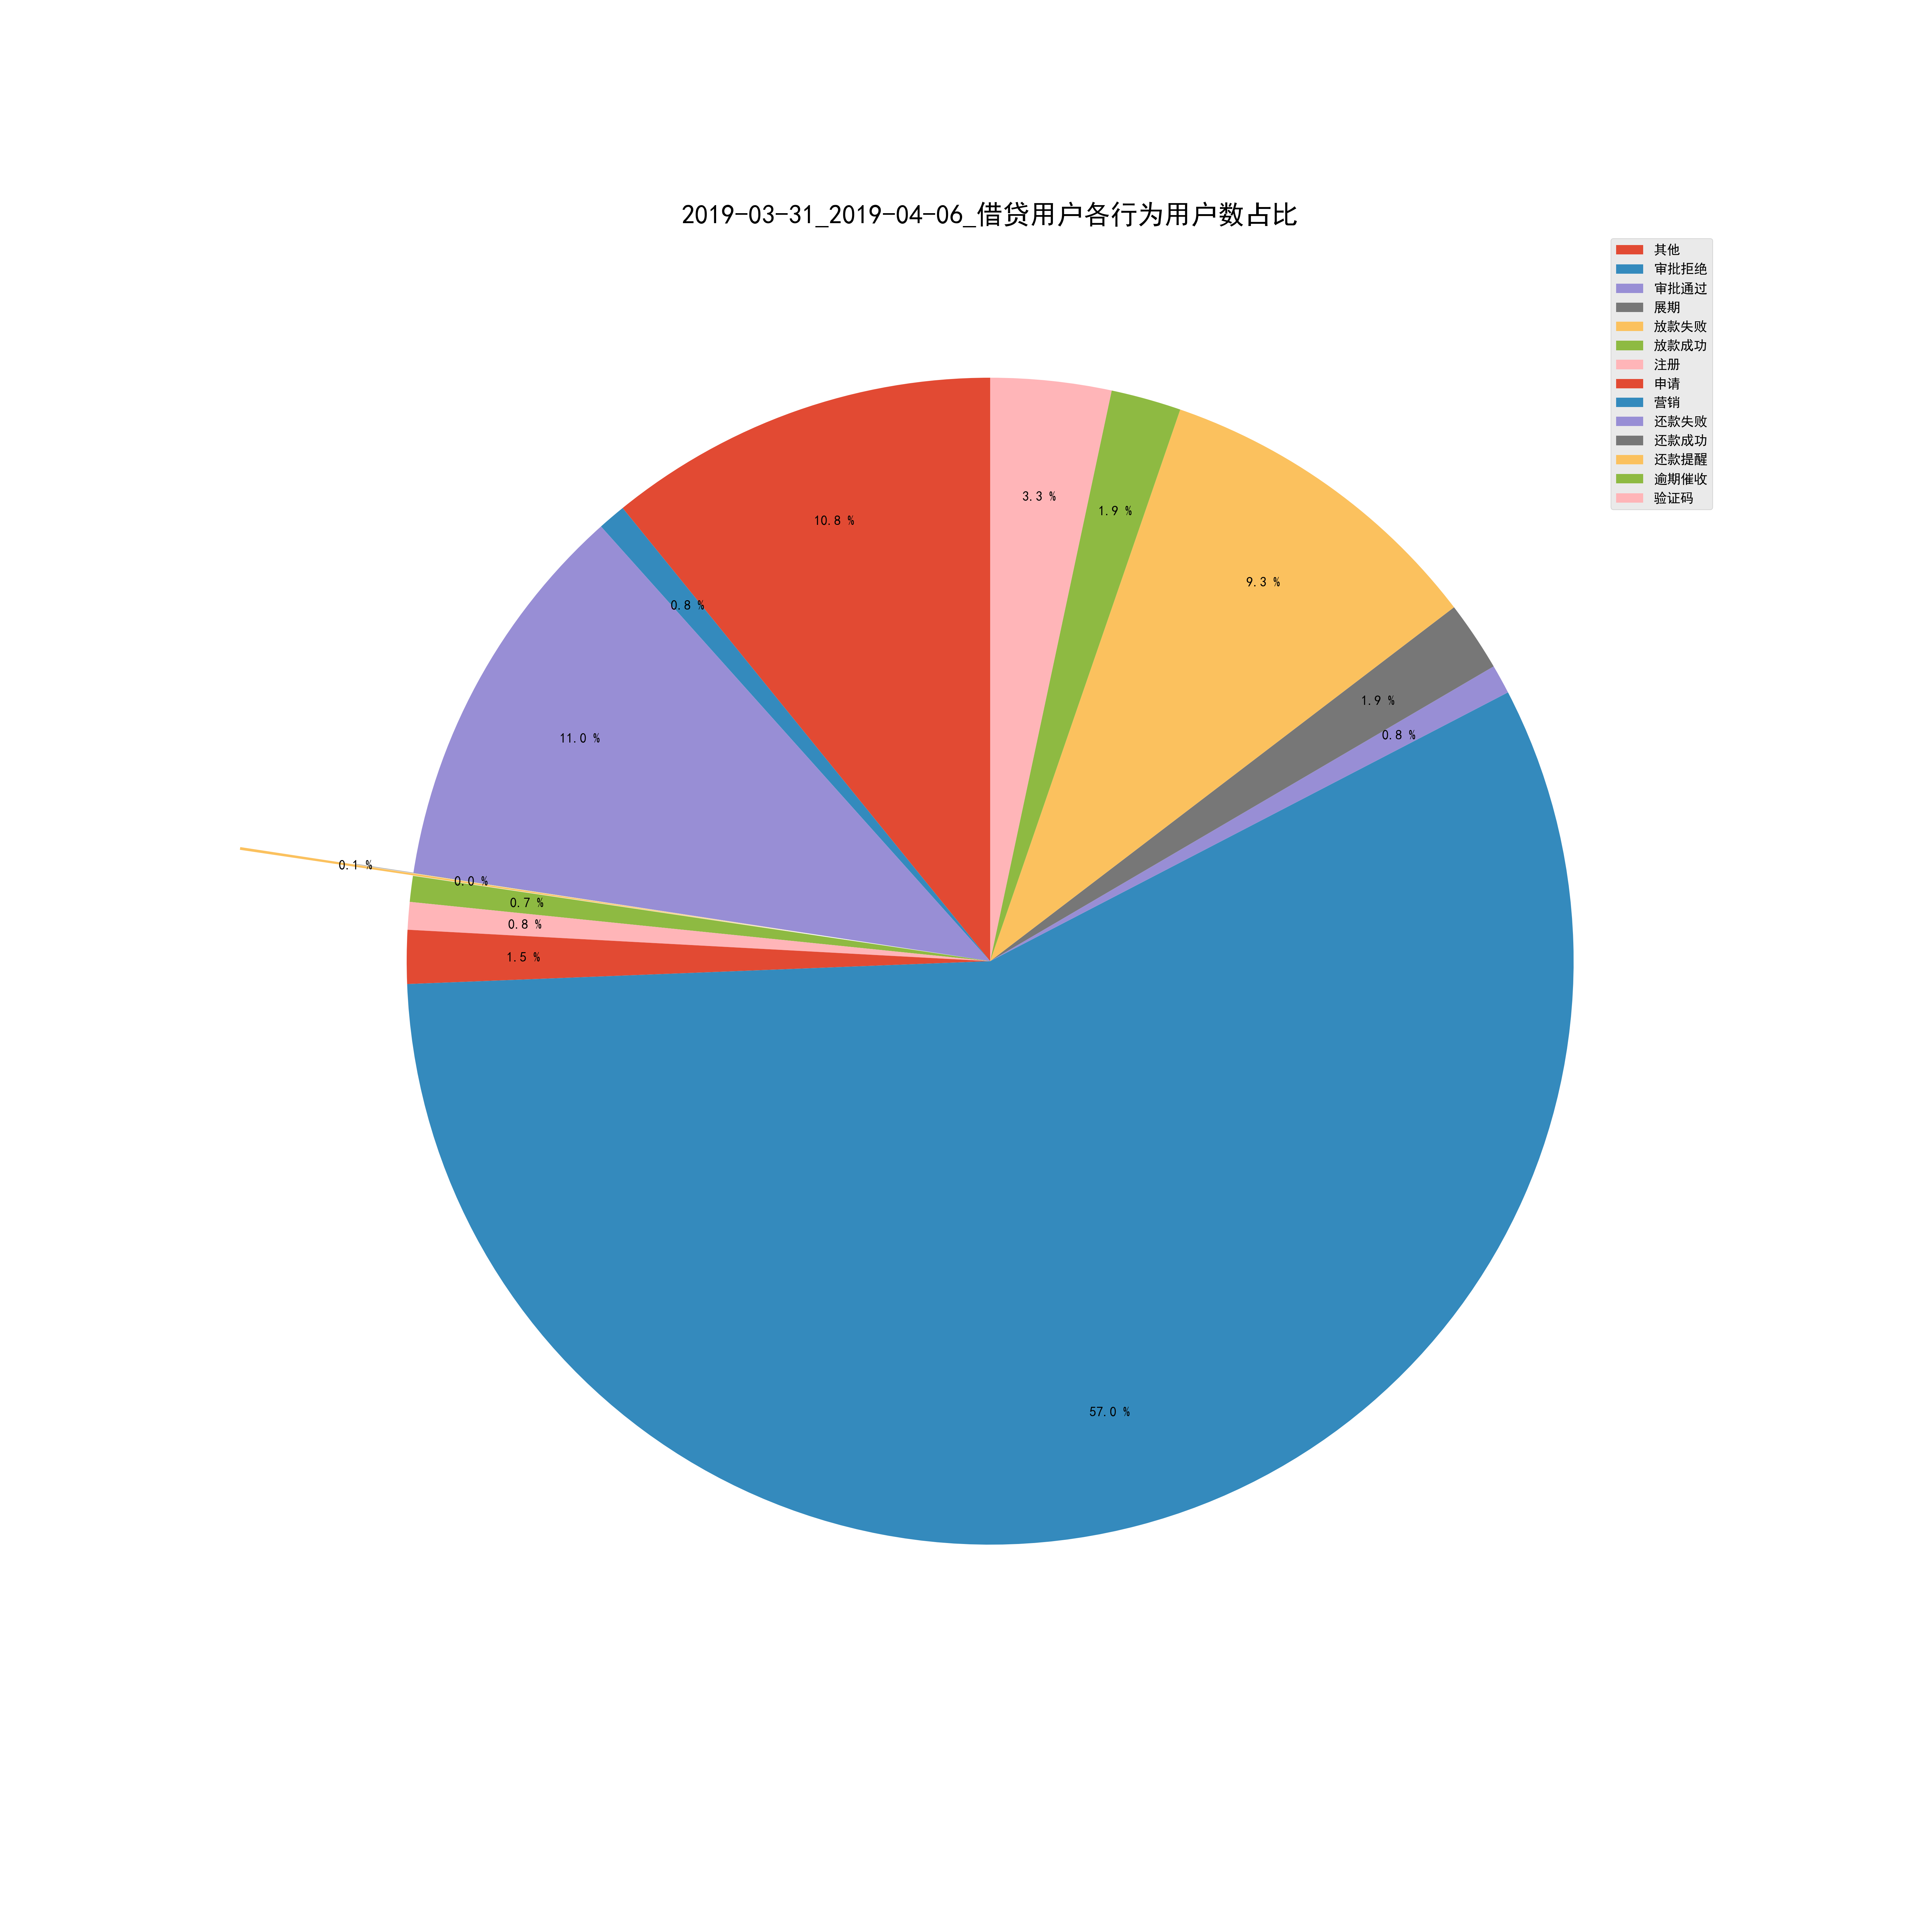 2019-03-31_2019-04-06_借贷用户各行为用户数占比
其他
审批拒绝
审批通过
展期
放款失败
放款成功
注册
申请
营销
还款失败
还款成功
还款提醒
逾期催收
验证码
3.3 %
1.9 %
10.8 %
9.3 %
0.8 %
1.9 %
0.8 %
11.0 %
0.1 %
0.0 %
0.7 %
0.8 %
1.5 %
57.0 %